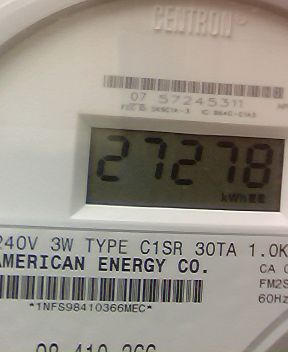 CENTRON®
07 57245311
27278
kWh
240V 3W TYPE C1SR 30TA 1.0K
AMERICAN ENERGY CO.
CA
FM2S
60Hz
*1NFS98410366MEC*